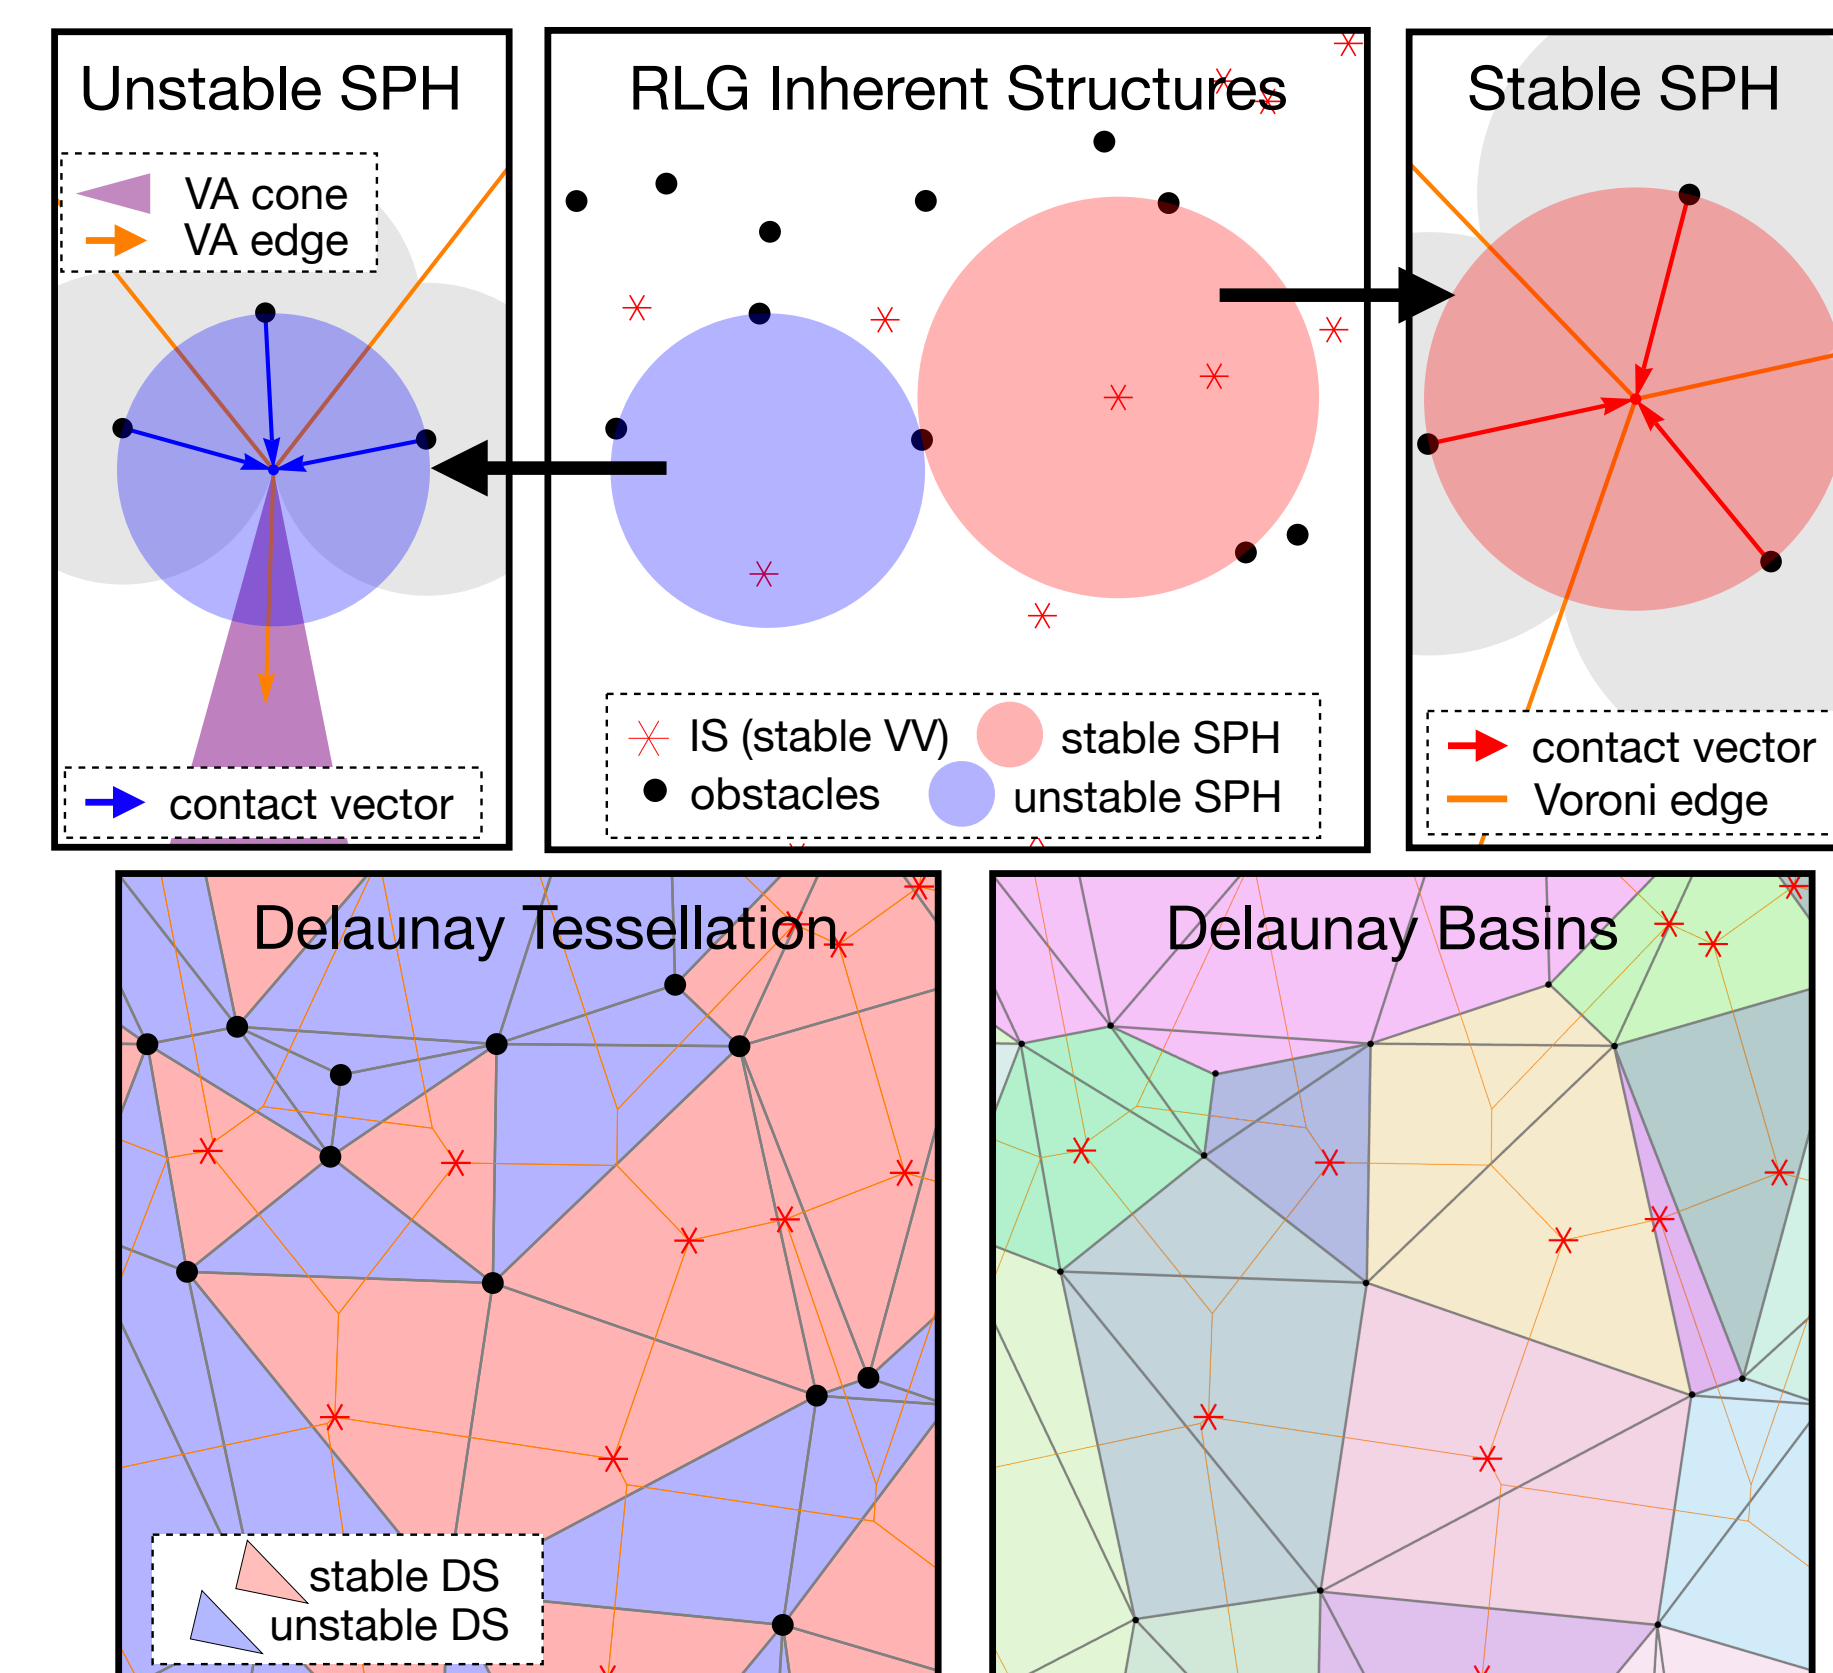 Unstable SPH
VA cone
VA edge
contact vector
RLG Inherent Structures
IS (stable VV)
stable SPH
obstacles
unstable SPH
Stable SPH
contact vector
Voroni edge
Delaunay Tessellation
stable DS
unstable DS
Delaunay Basins